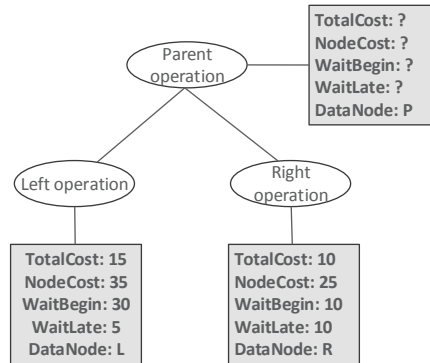 TotalCost: ?
NodeCost: ?
WaitBegin: ?
WaitLate: ?
DataNode: P
Parent
operation
Left operation
Right
operation
TotalCost: 15
NodeCost: 35
WaitBegin: 30
WaitLate: 5
DataNode: L
TotalCost: 10
NodeCost: 25
WaitBegin: 10
WaitLate: 10
DataNode: R